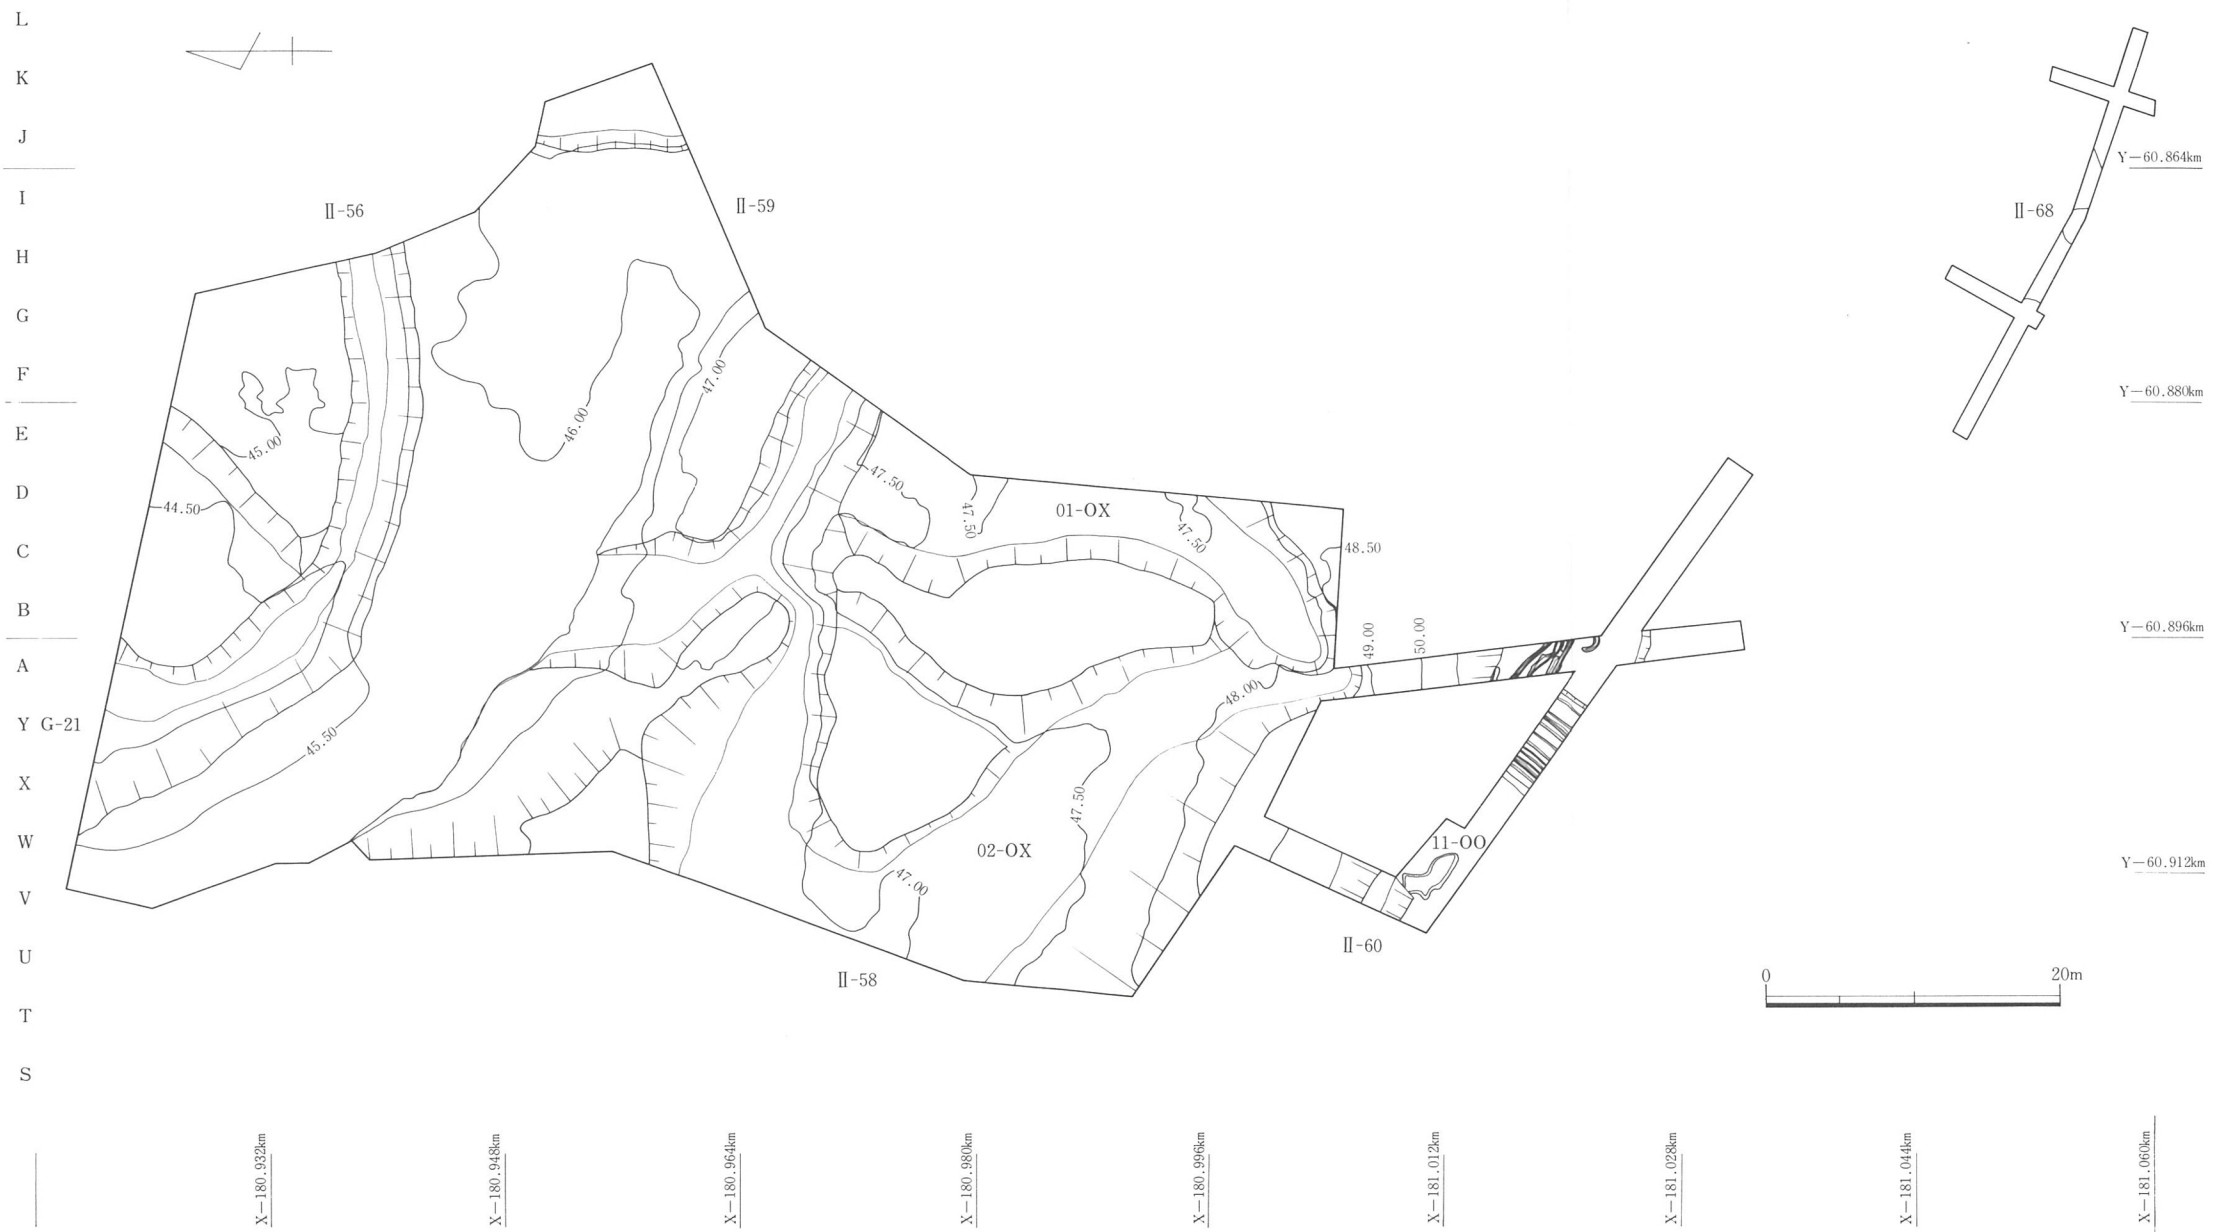 L
K
J
Y－60.864km
I
Ⅱ-56
Ⅱ-59
Ⅱ-68
H
G
F
47.00
Y－60.880km
46.00
E
45.00
47.50
D
44.50
47.50
01-OX
47.50
C
48.50
B
Y－60.896km
49.00
50.00
A
48.00
Y G-21
45.50
X
47.50
W
02-OX
11-OO
Y－60.912km
47.00
V
Ⅱ-60
U
Ⅱ-58
0 20m
T
S
X－180.932km
X－180.948km
X－180.964km
X－180.980km
X－180.996km
X－181.012km
X－181.028km
X－181.044km
X－181.060km